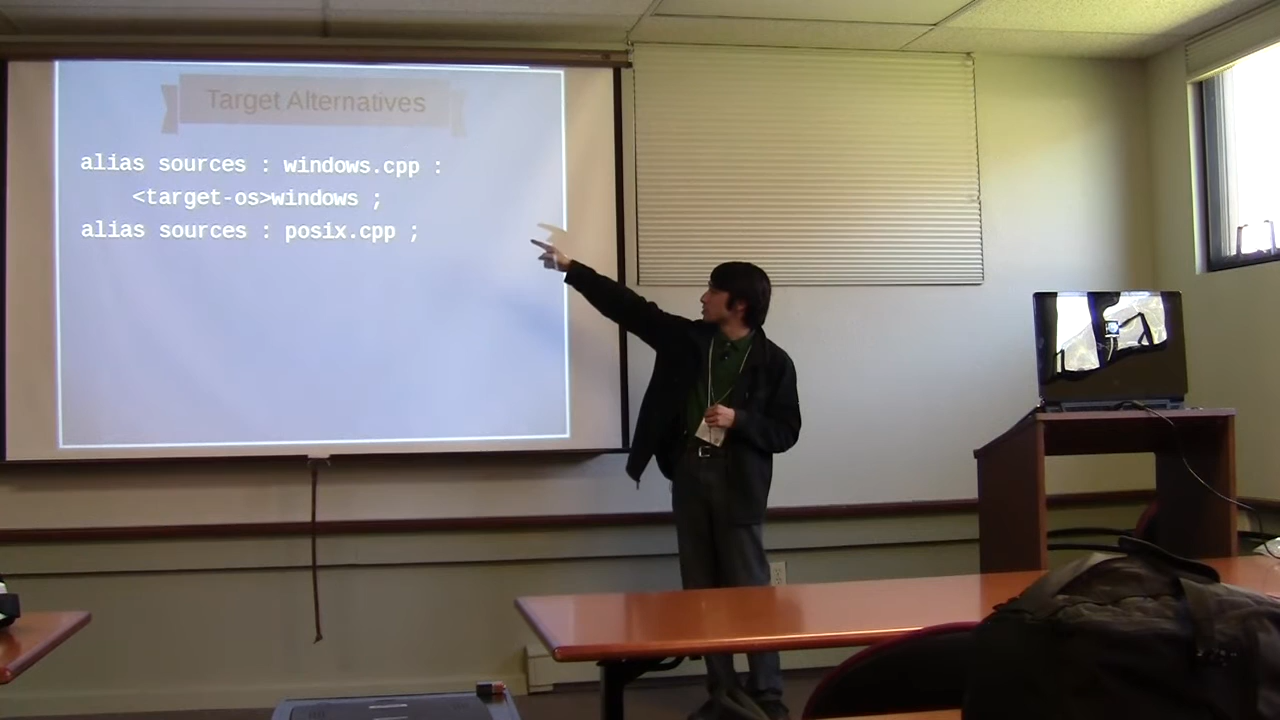 Target Alternatives
alias sources : windows.cpp :
<target-os>windows ;
alias sources : posix.cpp ;